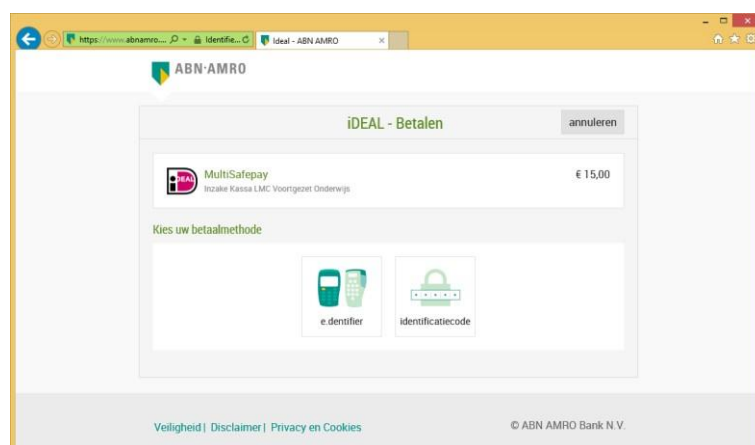 https://www.abnamro.... Identifie...
Ideal - ABN AMRO
ABN·AMRO
iDEAL - Betalen
annuleren
iDEAL
MultiSafepay
€ 15,00
Inzake Kassa LMC Voortgezet Onderwijs
Kies uw betaalmethode
e.dentifier
identificatiecode
Veiligheid | Disclaimer | Privacy en Cookies
© ABN AMRO Bank N.V.